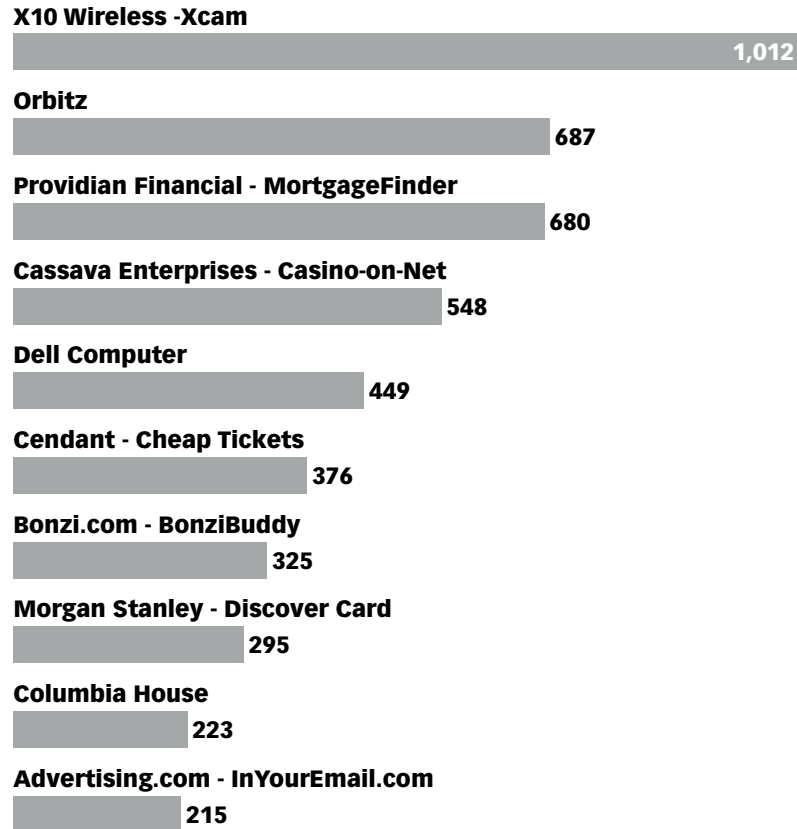 X10 Wireless -Xcam
1,012
Orbitz
687
Providian Financial - MortgageFinder
680
Cassava Enterprises - Casino-on-Net
548
Dell Computer
449
Cendant - Cheap Tickets
376
Bonzi.com - BonziBuddy
325
Morgan Stanley - Discover Card
295
Columbia House
223
Advertising.com - InYourEmail.com
215